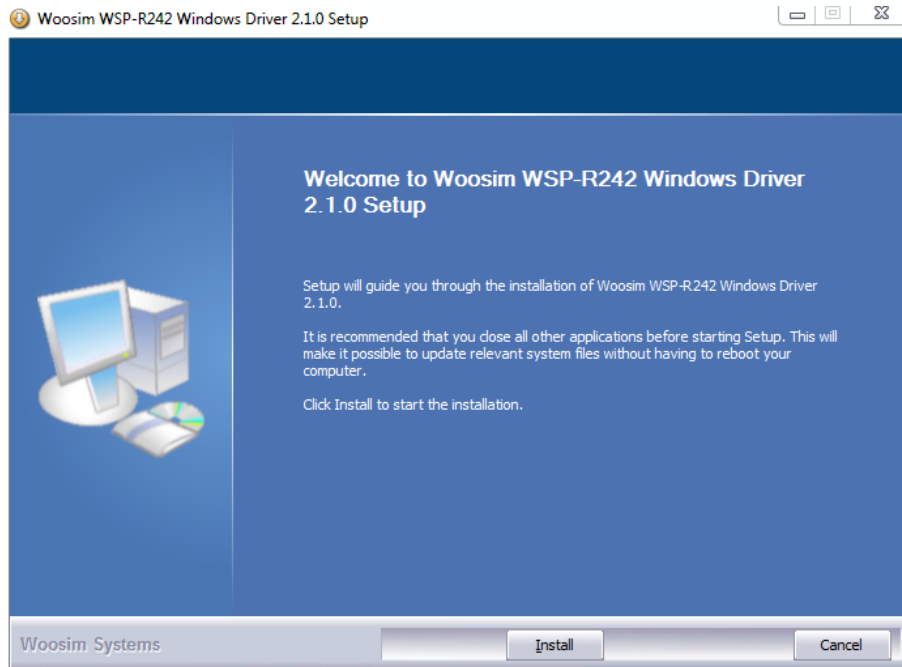 Woosim WSP-R242 Windows Driver 2.1.0 Setup
Welcome to Woosim WSP-R242 Windows Driver
2.1.0 Setup
Setup will guide you through the installation of Woosim WSP-R242 Windows Driver
2.1.0.
It is recommended that you close all other applications before starting Setup. This will
make it possible to update relevant system files without having to reboot your
computer.
Click Install to start the installation.
Woosim Systems
Install
Cancel